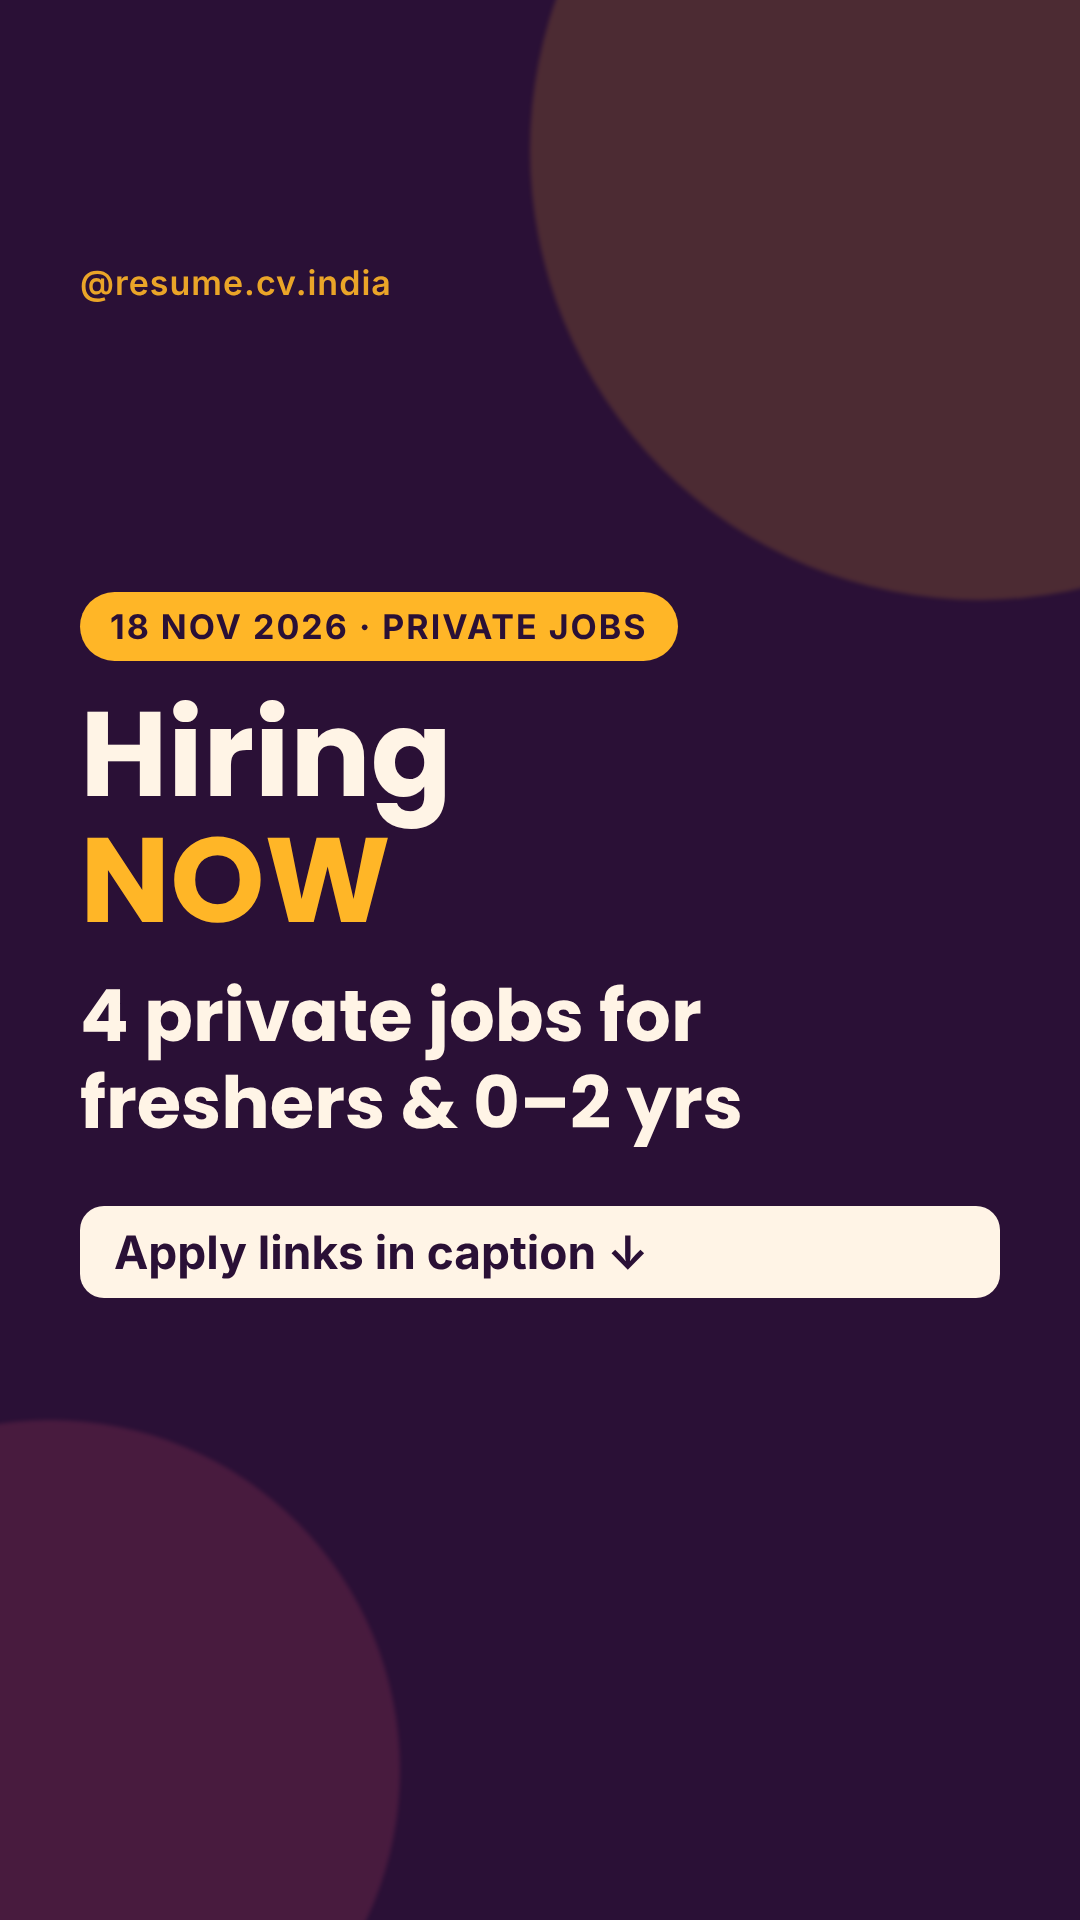 @resume.cv.india
18 NOV 2026 · PRIVATE JOBS
Hiring
NOW
4 private jobs for
freshers & 0–2 yrs
Apply links in caption ↓